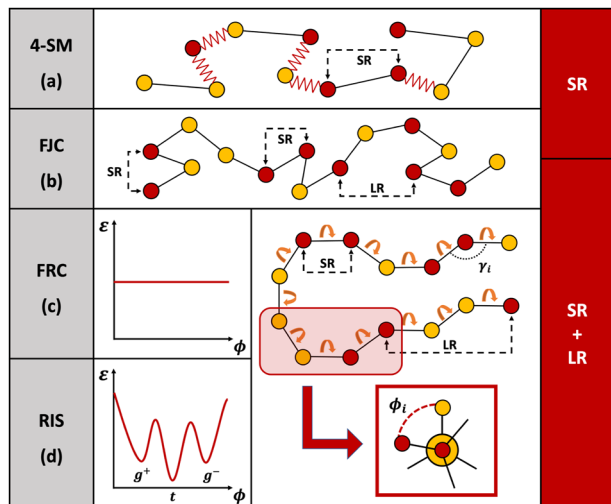 4-SM
(a)
SR
SR
FJC
(b)
SR
SR
LR
FRC
(c)
ε
ϕ
SR
γᵢ
LR
SR
+
LR
RIS
(d)
ε
g⁺
t
g⁻
ϕ
ϕᵢ